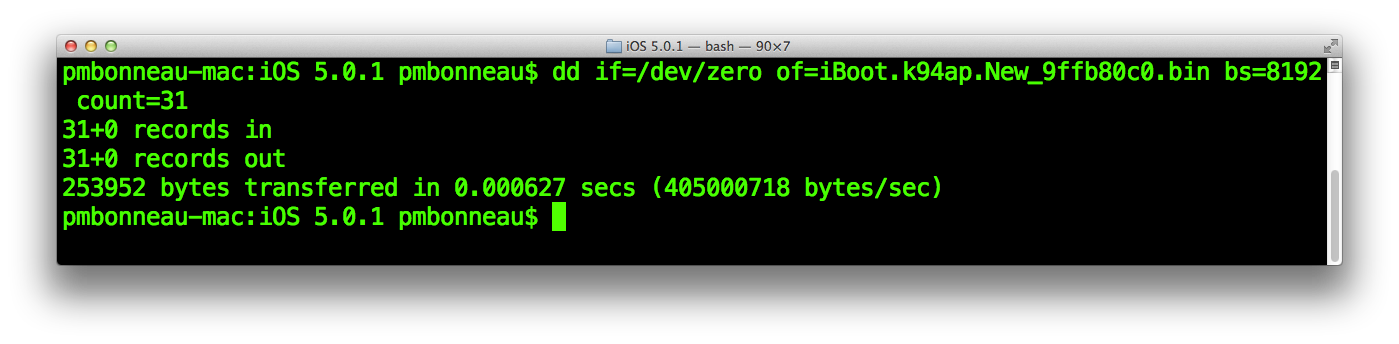 iOS 5.0.1 — bash — 90×7
pmbonneau-mac:iOS 5.0.1 pmbonneau$ dd if=/dev/zero of=iBoot.k94ap.New_9ffb80c0.bin bs=8192
count=31
31+0 records in
31+0 records out
253952 bytes transferred in 0.000627 secs (405000718 bytes/sec)
pmbonneau-mac:iOS 5.0.1 pmbonneau$